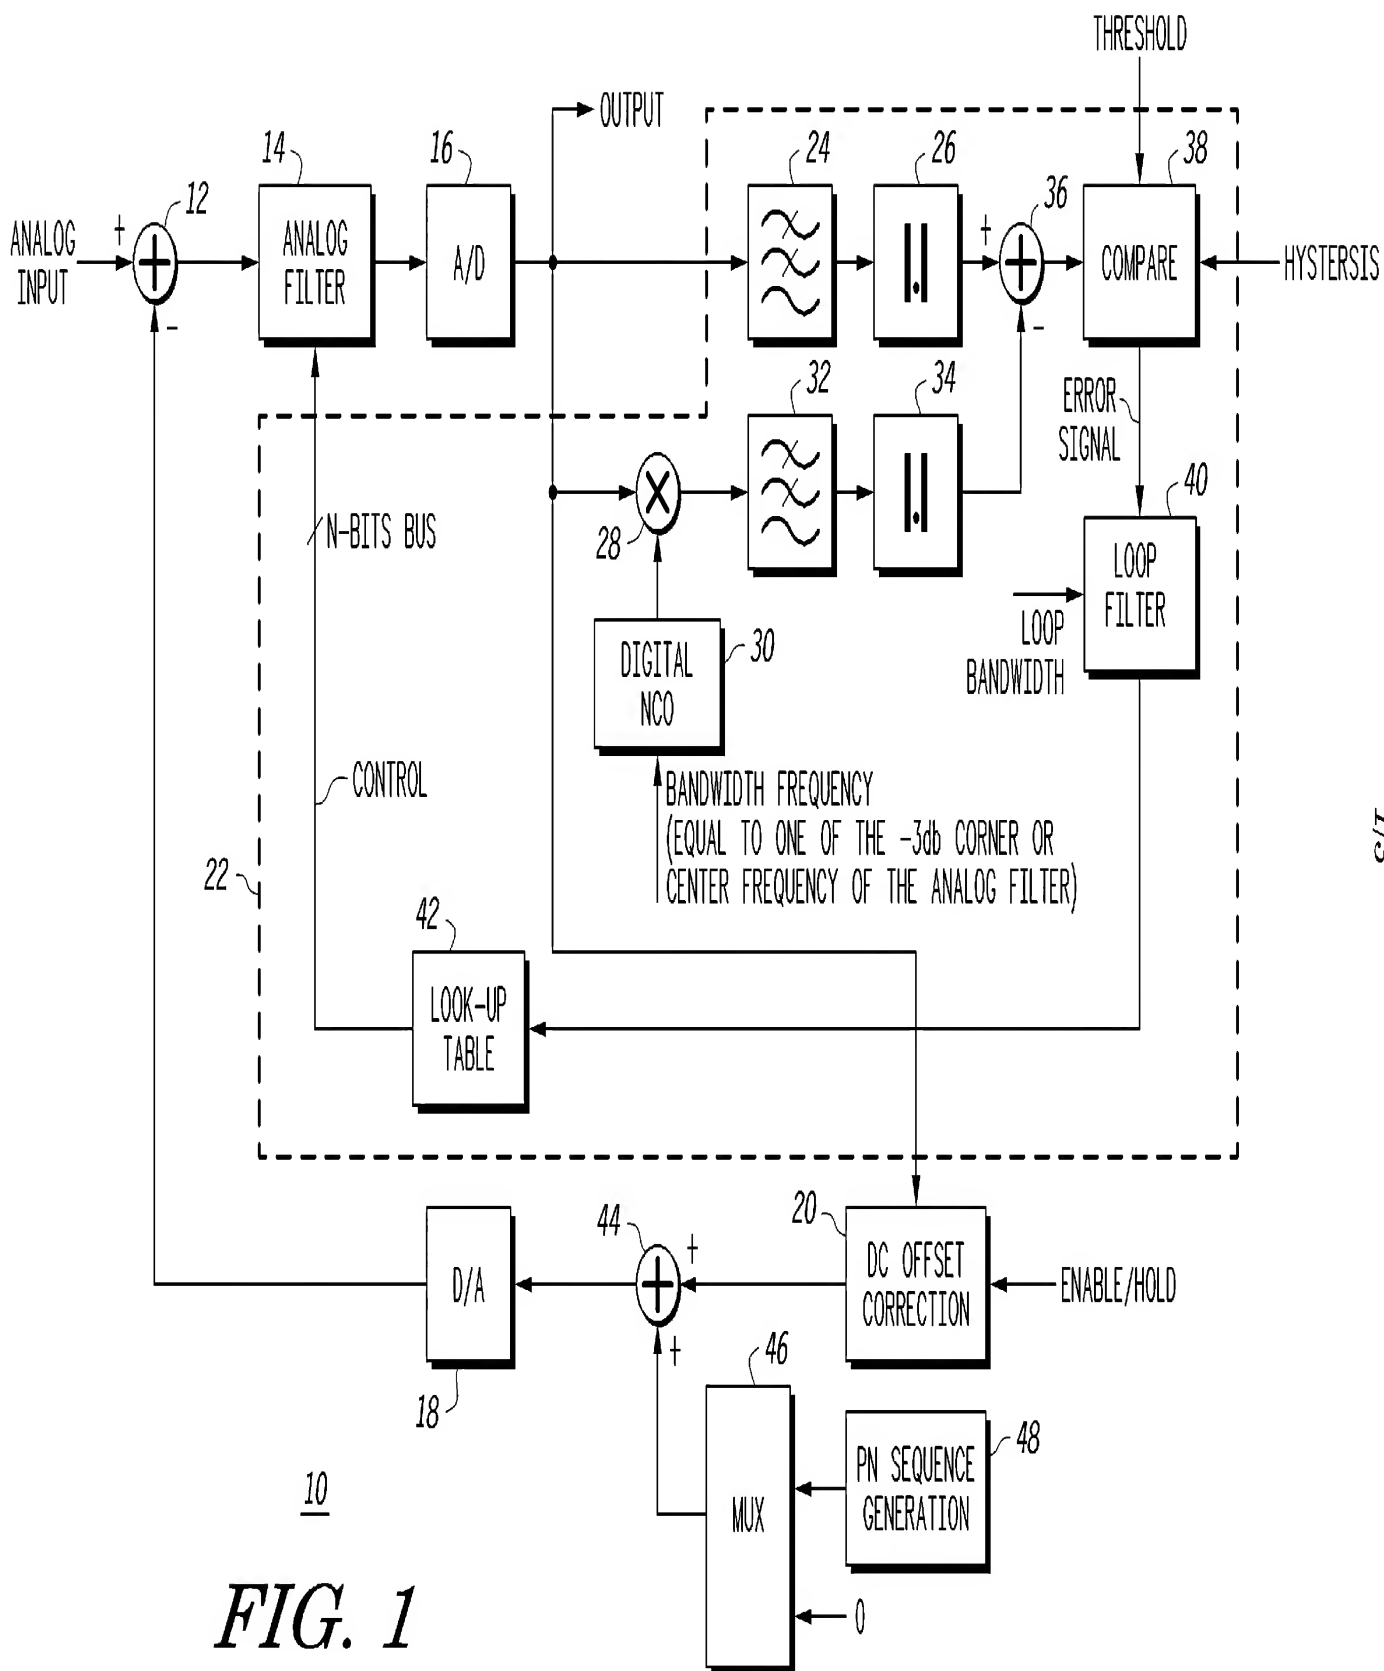 THRESHOLD
OUTPUT
14
16
24
26
38
12
36
+
ANALOG
INPUT
ANALOG
FILTER
A/D
+
COMPARE
HYSTERSIS
-
-
32
34
ERROR
SIGNAL
40
N-BITS BUS
28
LOOP
FILTER
DIGITAL
NCO
30
LOOP
BANDWIDTH
CONTROL
BANDWIDTH FREQUENCY
(EQUAL TO ONE OF THE -3db CORNER OR
CENTER FREQUENCY OF THE ANALOG FILTER)
1/3
22
42
LOOK-UP
TABLE
20
44
+
D/A
DC OFFSET
CORRECTION
ENABLE/HOLD
+
46
18
48
PN SEQUENCE
GENERATION
10
MUX
0
FIG. 1